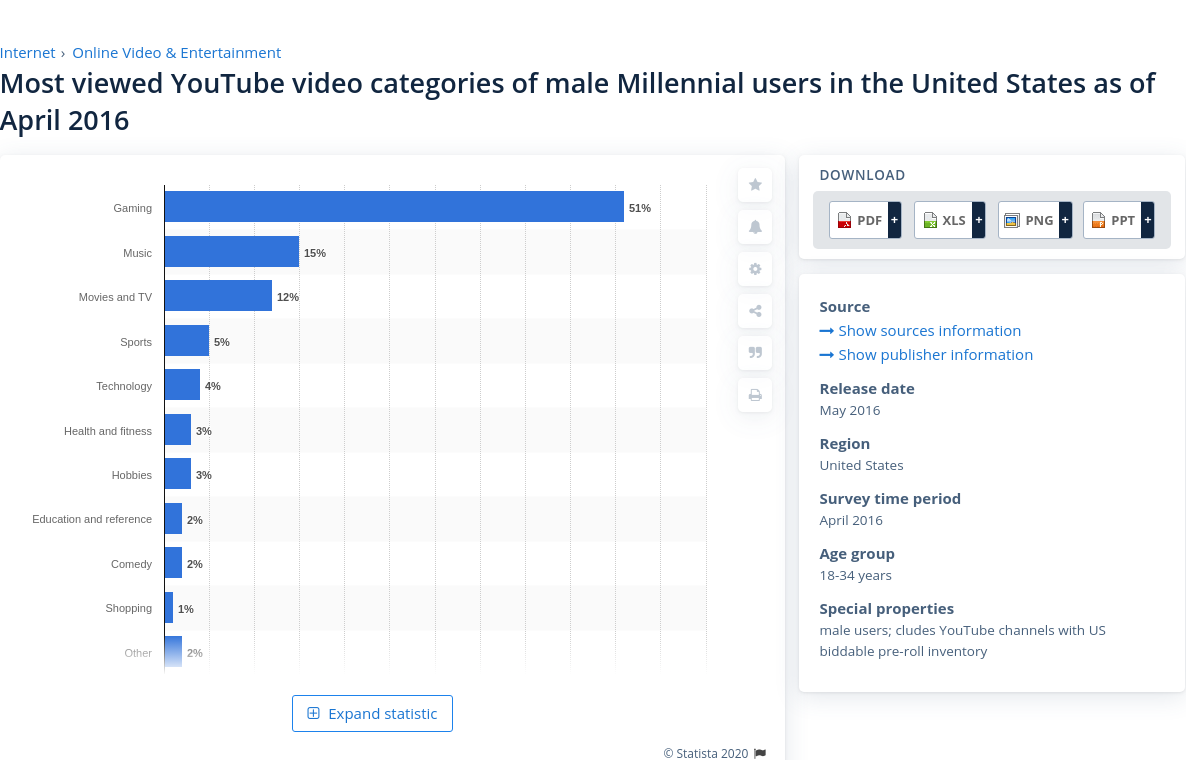 Internet › Online Video & Entertainment
Most viewed YouTube video categories of male Millennial users in the United States as of
April 2016
Gaming 51%
Music 15%
Movies and TV 12%
Sports 5%
Technology 4%
Health and fitness 3%
Hobbies 3%
Education and reference 2%
Comedy 2%
Shopping 1%
Other 2%
Expand statistic
© Statista 2020
DOWNLOAD
PDF + XLS + PNG + PPT +
Source
Show sources information
Show publisher information
Release date
May 2016
Region
United States
Survey time period
April 2016
Age group
18-34 years
Special properties
male users; cludes YouTube channels with US
biddable pre-roll inventory